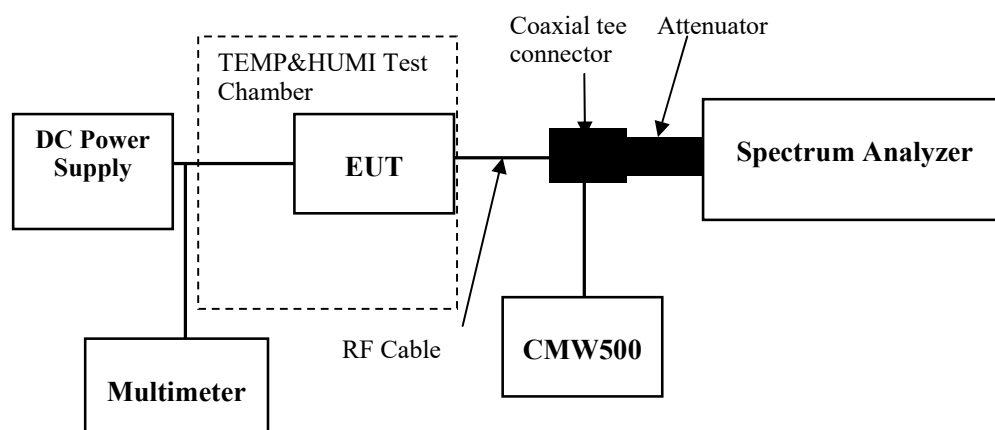 Coaxial tee
connector
Attenuator
TEMP&HUMI Test
Chamber
DC Power
Supply
EUT
Spectrum Analyzer
RF Cable
CMW500
Multimeter